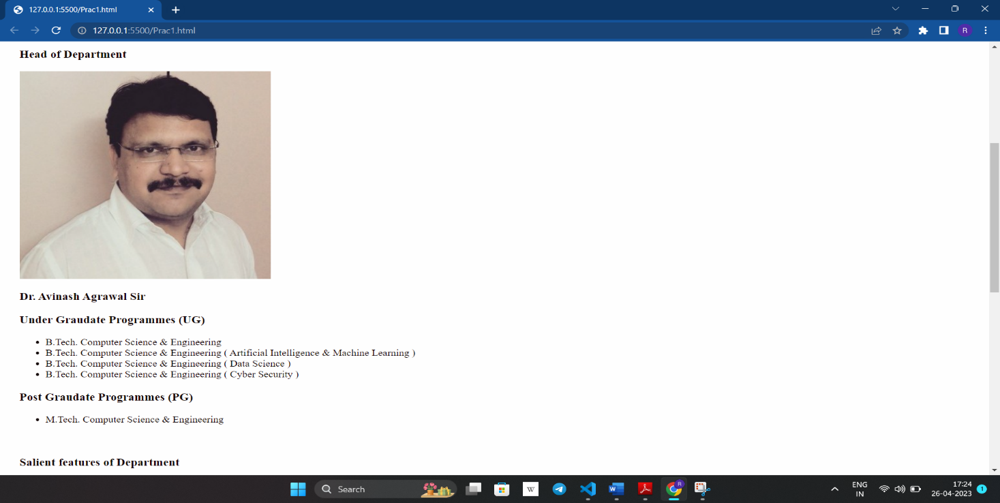 127.0.0.1:5500/Prac1.html
127.0.0.1:5500/Prac1.html
R
Head of Department
Dr. Avinash Agrawal Sir
Under Graudate Programmes (UG)
B.Tech. Computer Science & Engineering
B.Tech. Computer Science & Engineering ( Artificial Intelligence & Machine Learning )
B.Tech. Computer Science & Engineering ( Data Science )
B.Tech. Computer Science & Engineering ( Cyber Security )
Post Graudate Programmes (PG)
M.Tech. Computer Science & Engineering
Salient features of Department
Search
W
W
R
ENG
IN
17:24
26-04-2023
1